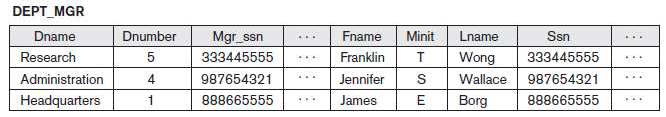 DEPT_MGR
Dname Dnumber Mgr_ssn ... Fname Minit Lname Ssn ...
Research 5 333445555 ... Franklin T Wong 333445555 ...
Administration 4 987654321 ... Jennifer S Wallace 987654321 ...
Headquarters 1 888665555 ... James E Borg 888665555 ...